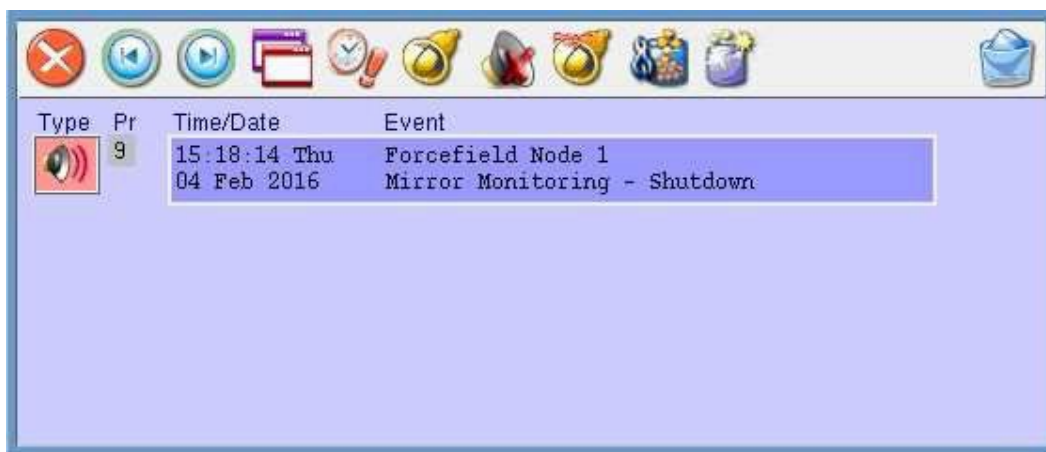 Type Pr Time/Date Event
9 15:18:14 Thu Forcefield Node 1
04 Feb 2016 Mirror Monitoring - Shutdown